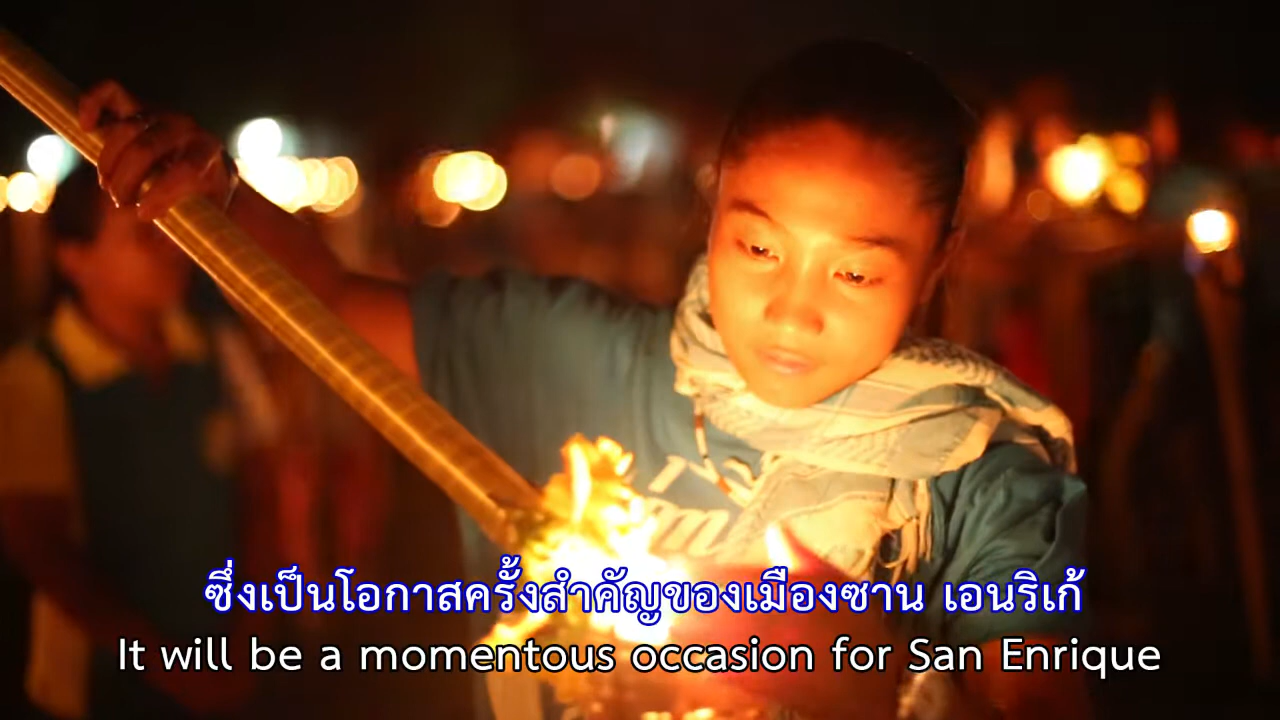 ซึ่งเป็นโอกาสครั้งสำคัญของเมืองซาน เอนริเก้
It will be a momentous occasion for San Enrique